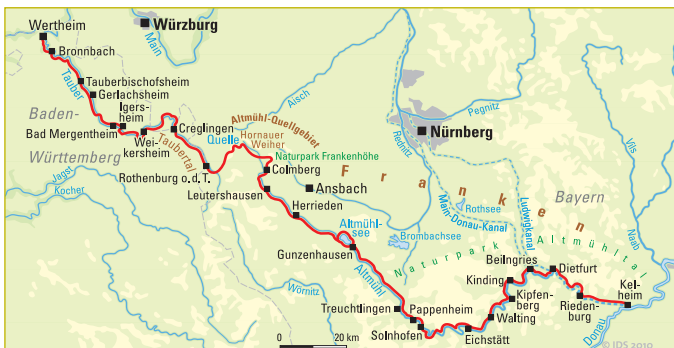 Wertheim
Würzburg
Main
Bronnbach
Tauber
Tauberbischofsheim
Gerlachsheim
Igers-
heim
Aisch
Pegnitz
Baden-
Württemberg
Bad Mergentheim
Wei-
kersheim
Creglingen
Quelle
Altmühl-Quellgebiet
Hornauer
Weiher
Naturpark Frankenhöhe
Taubertal
Rothenburg o.d.T.
Colmberg
Ansbach
Leutershausen
Nürnberg
Rednitz
Vils
Jagst
Kocher
Franken
Bayern
Herrieden
Altmühl-
see
Rothsee
Main-Donau-Kanal
Ludwigkanal
Brombachsee
Naab
Gunzenhausen
Altmühl
Naturpark Altmühltal
Wörnitz
Beilngries
Dietfurt
Kinding
Kipfen-
berg
Kel-
heim
Rieden-
burg
Treuchtlingen
Pappenheim
Solnhofen
Walting
Eichstätt
Donau
0 20 km
© IDS 2010